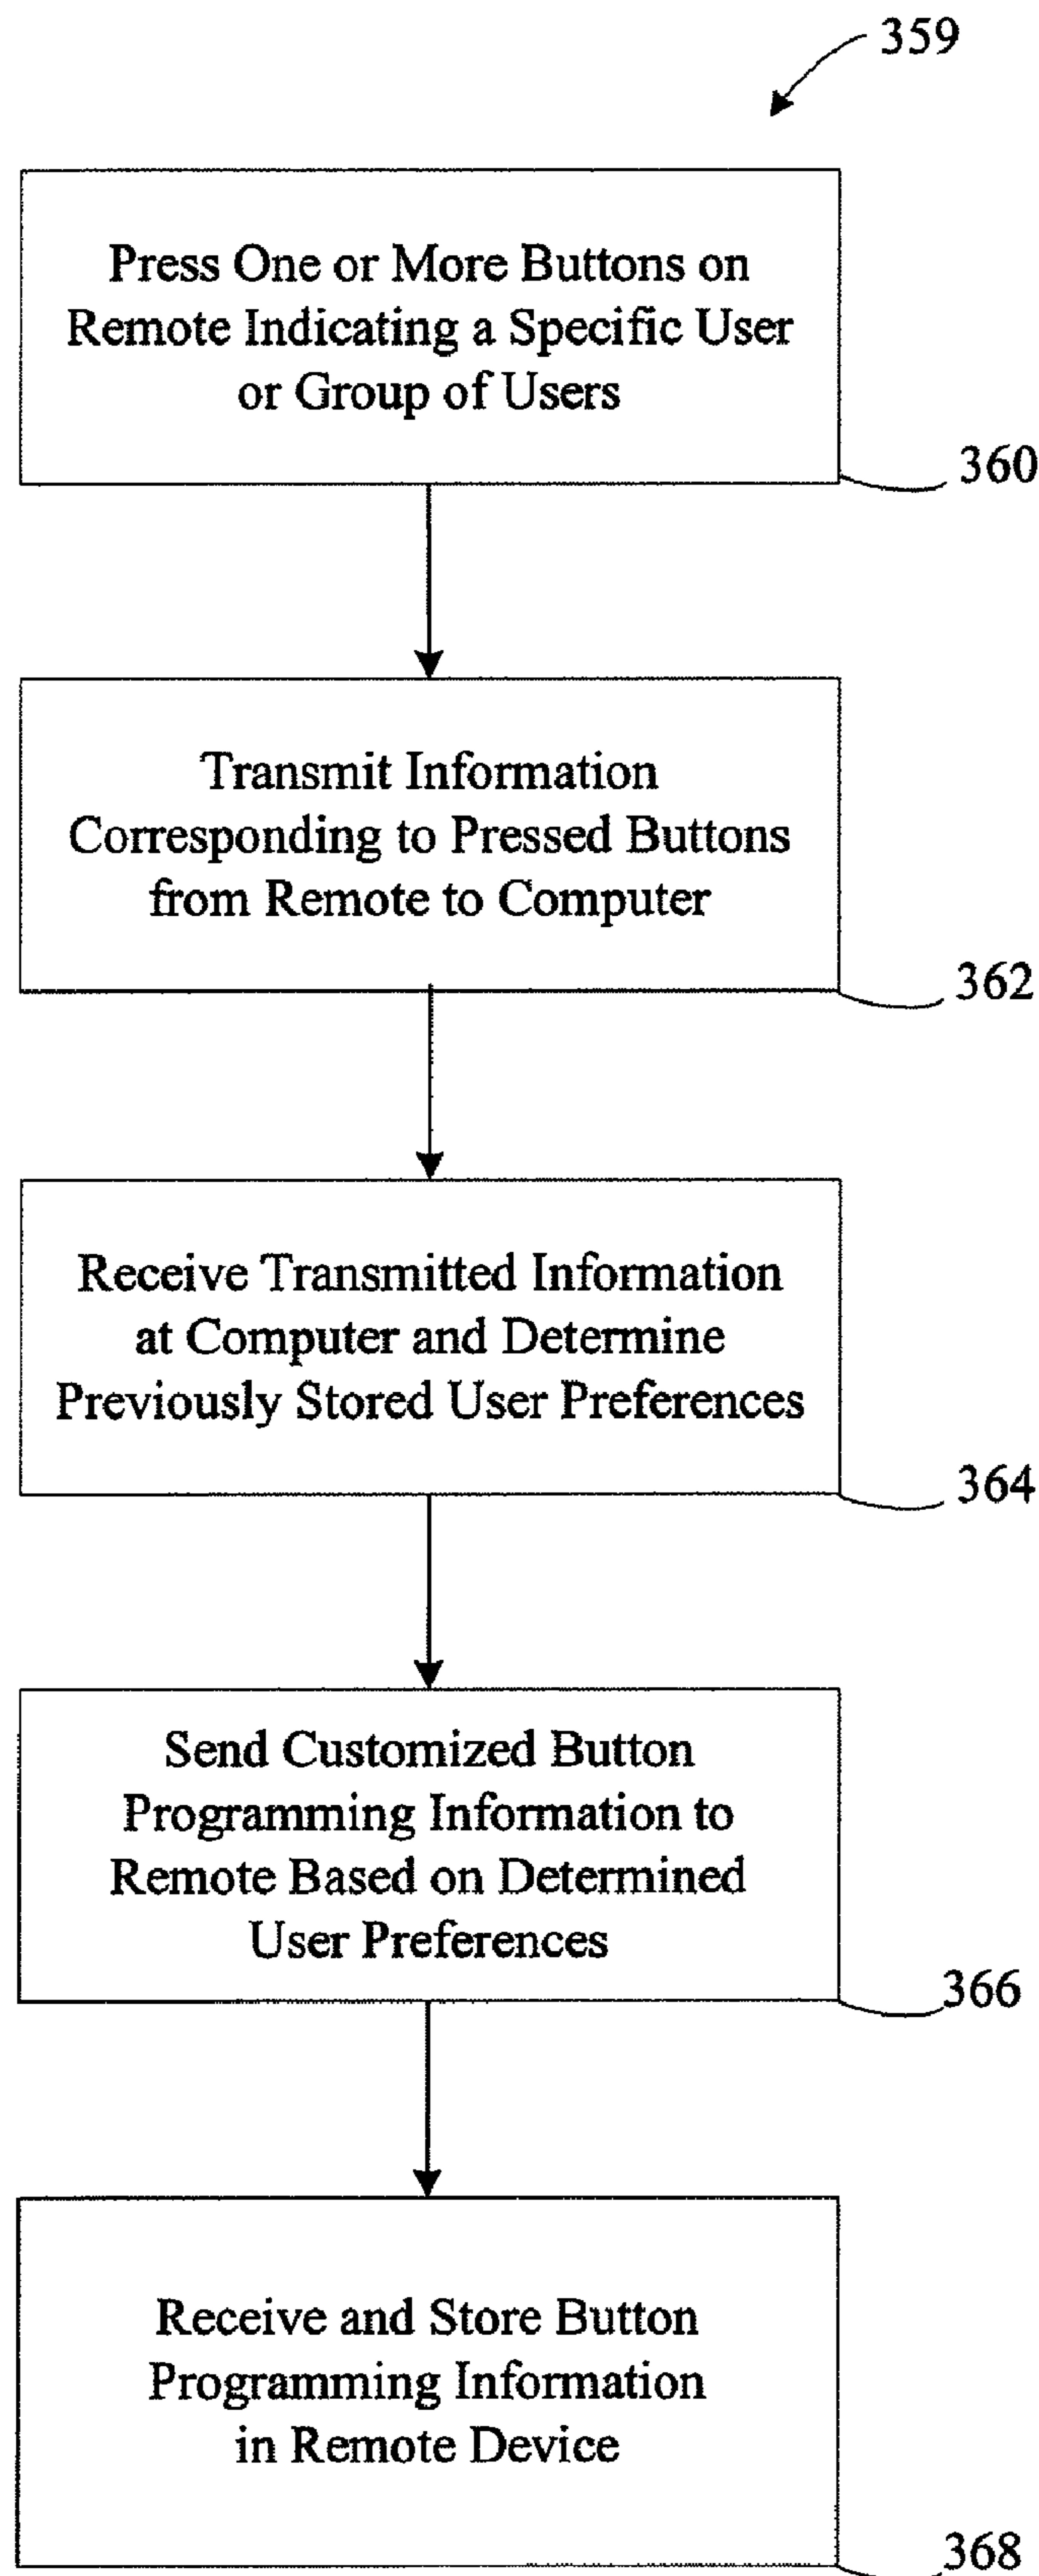 359
Press One or More Buttons on
Remote Indicating a Specific User
or Group of Users
360
Transmit Information
Corresponding to Pressed Buttons
from Remote to Computer
362
Receive Transmitted Information
at Computer and Determine
Previously Stored User Preferences
364
Send Customized Button
Programming Information to
Remote Based on Determined
User Preferences
366
Receive and Store Button
Programming Information
in Remote Device
368